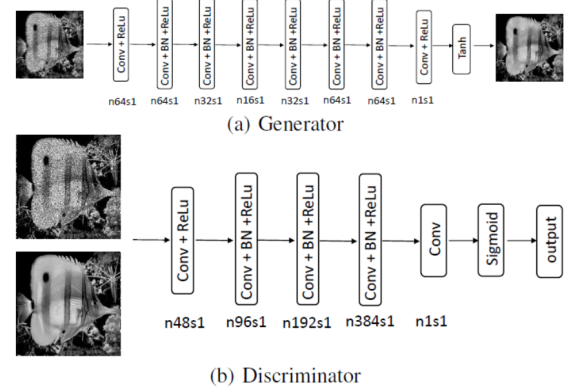 Conv + ReLu
Conv + BN +ReLu
Conv + BN +ReLu
Conv + BN +ReLu
Conv + BN +ReLu
Conv + BN +ReLu
Conv + BN +ReLu
Conv + ReLu
Tanh
n64s1 n64s1 n32s1 n16s1 n32s1 n64s1 n64s1 n1s1
(a) Generator
Conv + ReLu
Conv + BN +ReLu
Conv + BN +ReLu
Conv + BN +ReLu
Conv
Sigmoid
output
n48s1 n96s1 n192s1 n384s1 n1s1
(b) Discriminator